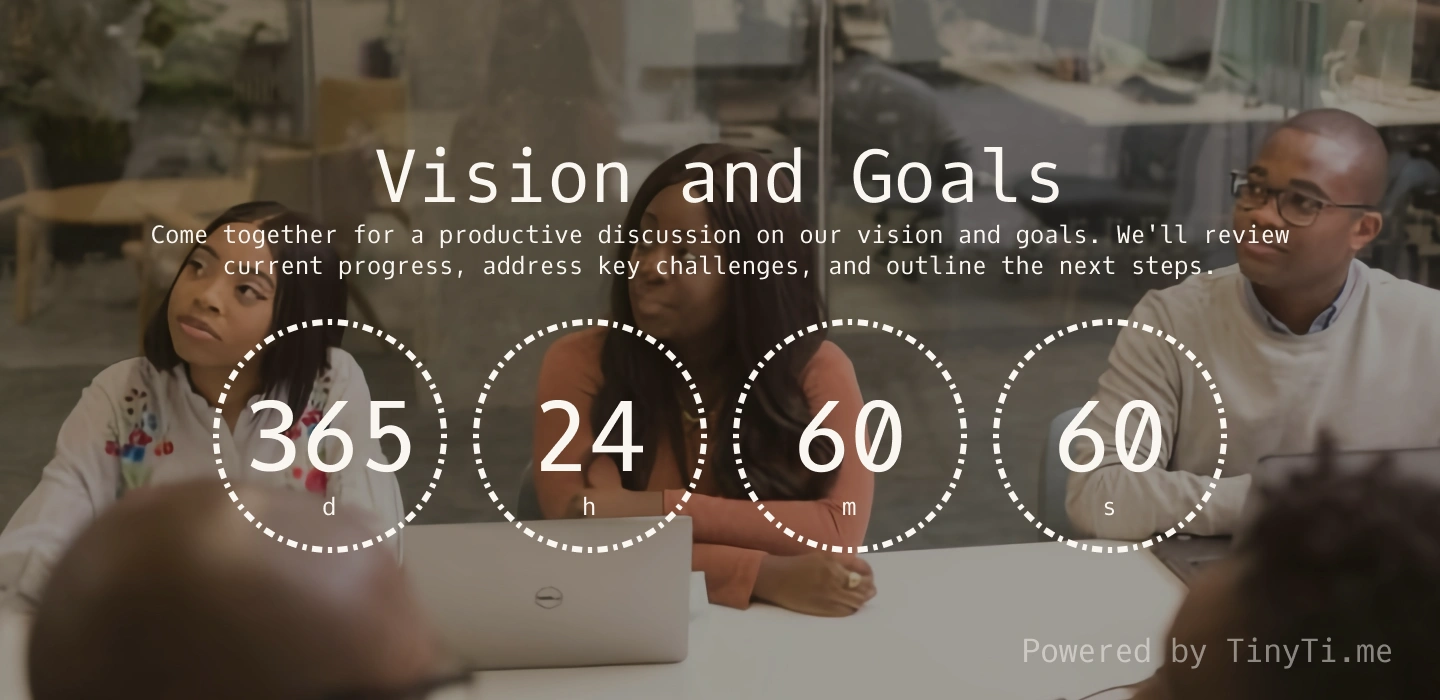 Vision and Goals
Come together for a productive discussion on our vision and goals. We'll review
current progress, address key challenges, and outline the next steps.
365 24 60 60
d h m s
Powered by TinyTi.me